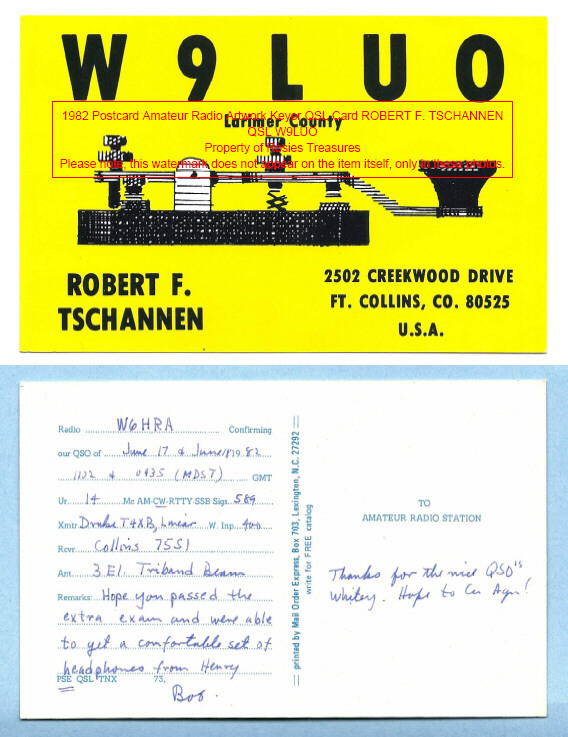 W9LUO
1982 Postcard Amateur Radio Artwork Keyer QSL Card ROBERT F. TSCHANNEN
Larimer County
QSL W9LUO
Property of Tessies Treasures
Please note, this watermark does not appear on the item itself, only in these photos.
ROBERT F.
TSCHANNEN
2502 CREEKWOOD DRIVE
FT. COLLINS, CO. 80525
U.S.A.
Radio W6HRA Confirming
our QSO of June 17 & June 18 1982
1132 & 0435 (MDST) GMT
Ur 14 Mc AM-CW-RTTY-SSB Sigs 589
Xmtr Drake T4XB, Linear W. Inp. 400
Rcvr Collins 75S1
Ant. 3 El. Triband Beam
Remarks: Hope you passed the
extra exam and were able
to get a comfortable set of
headphones from Henry
PSE QSL TNX 73,
Bob.
printed by Mail Order Express, Box 703, Lexington, N.C. 27292
write for FREE catalog
TO
AMATEUR RADIO STATION
Thanks for the nice QSO's
Whitey. Hope to Cu Agn!